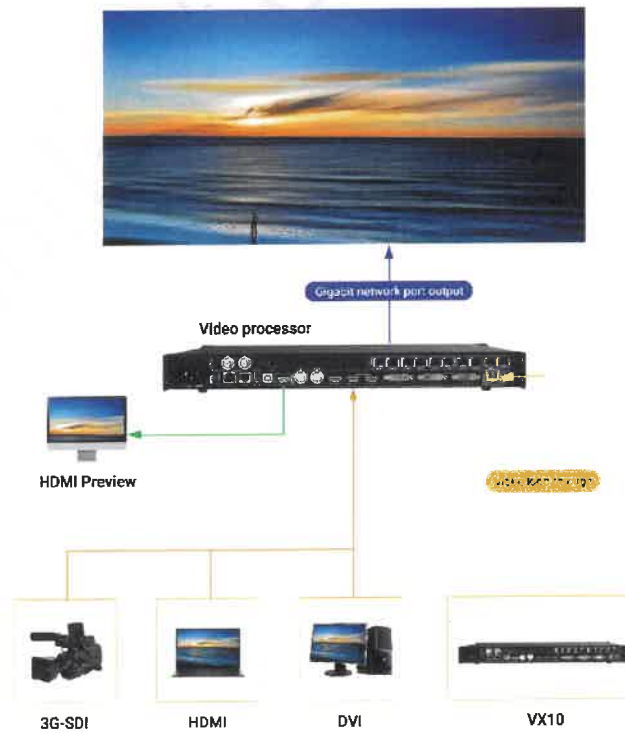 Gigabit network port output
Video processor
HDMI Preview
3G-SDI
HDMI
DVI
VX10